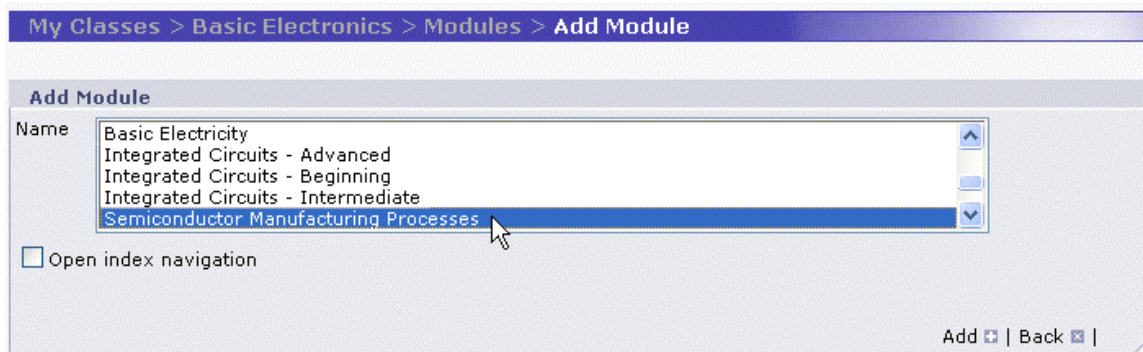 My Classes > Basic Electronics > Modules > Add Module
Add Module
Name
Basic Electricity
Integrated Circuits - Advanced
Integrated Circuits - Beginning
Integrated Circuits - Intermediate
Semiconductor Manufacturing Processes
Open index navigation
Add | Back |